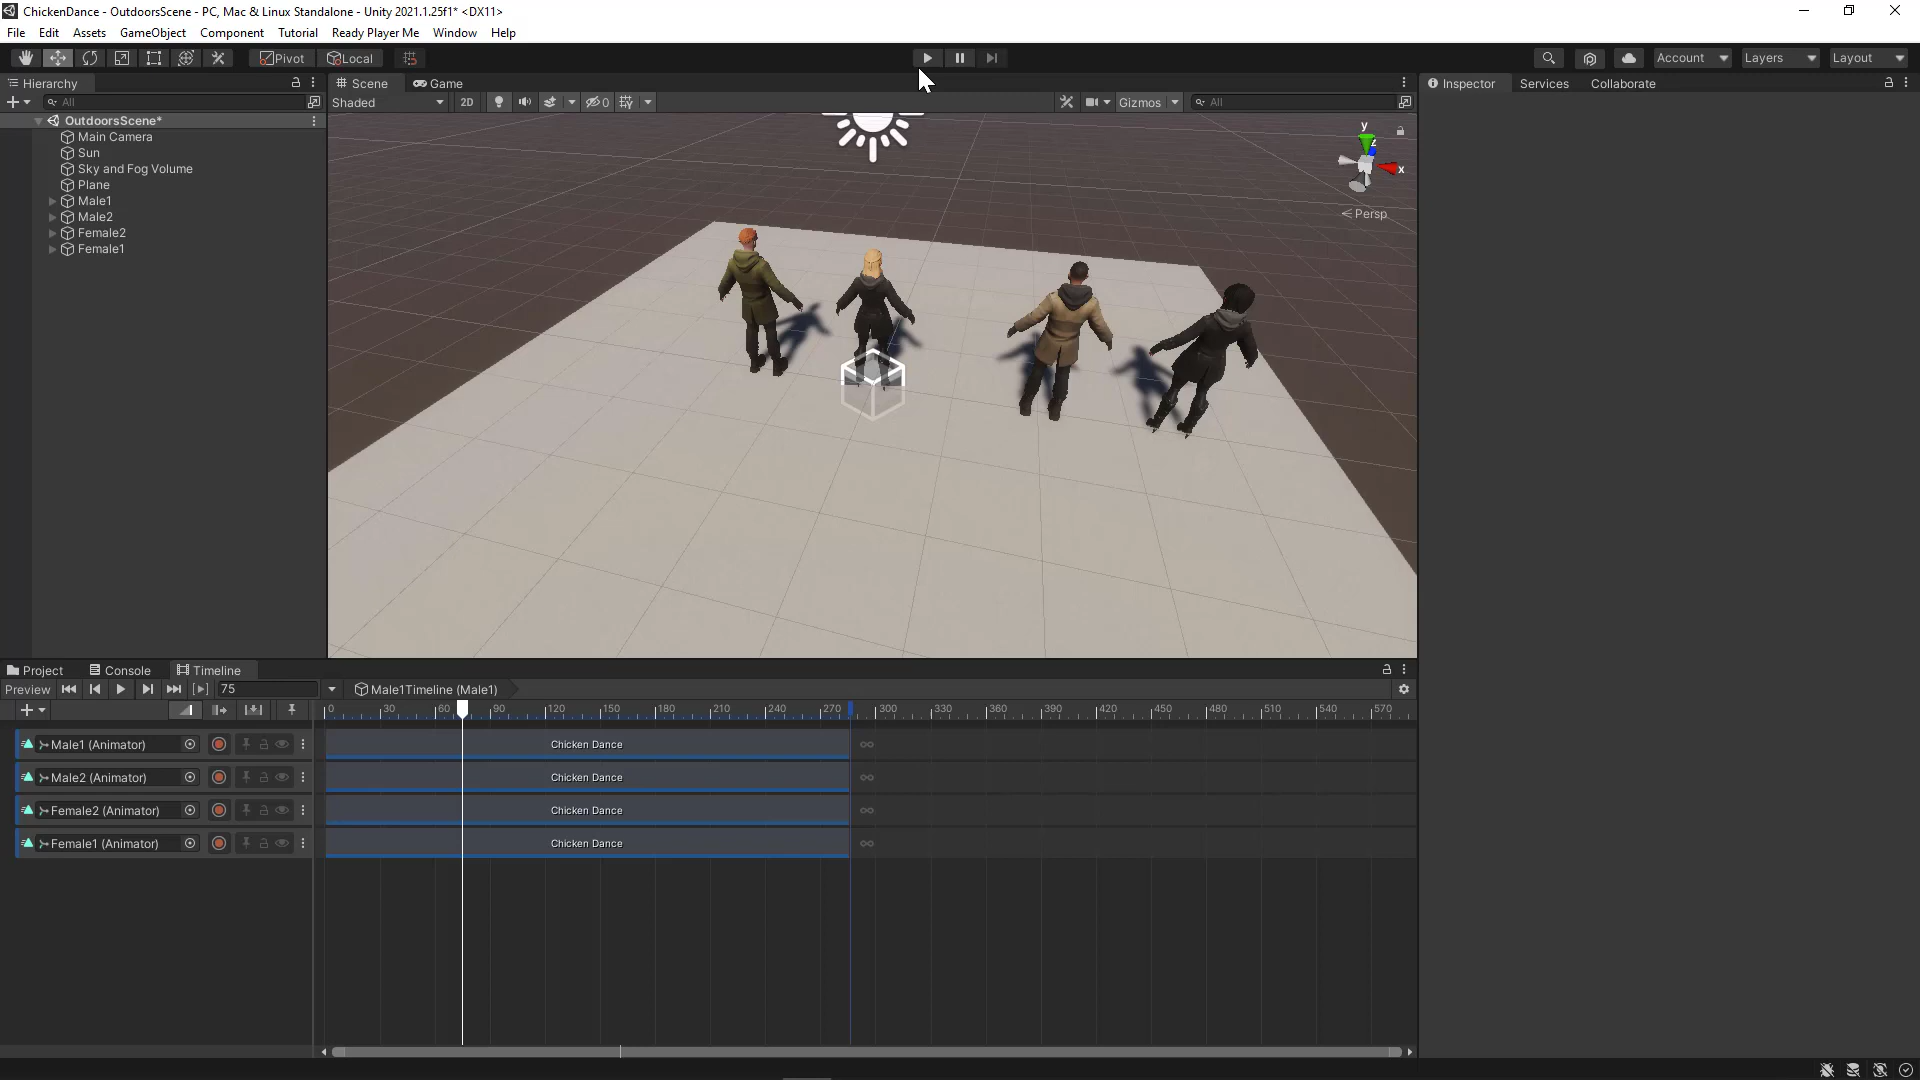 ChickenDance - OutdoorsScene - PC, Mac & Linux Standalone - Unity 2021.1.25f1* <DX11>
File Edit Assets GameObject Component Tutorial Ready Player Me Window Help
Pivot Local Account Layers Layout
Hierarchy Scene Game Inspector Services Collaborate
All Shaded 2D 0 Gizmos All
OutdoorsScene*
Main Camera
Sun
Sky and Fog Volume
Plane
Male1
Male2
Female2
Female1
y
z
x
Persp
Project Console Timeline
Preview 75 Male1Timeline (Male1)
0 30 60 90 120 150 180 210 240 270 300 330 360 390 420 450 480 510 540 570
Male1 (Animator) Chicken Dance
Male2 (Animator) Chicken Dance
Female2 (Animator) Chicken Dance
Female1 (Animator) Chicken Dance